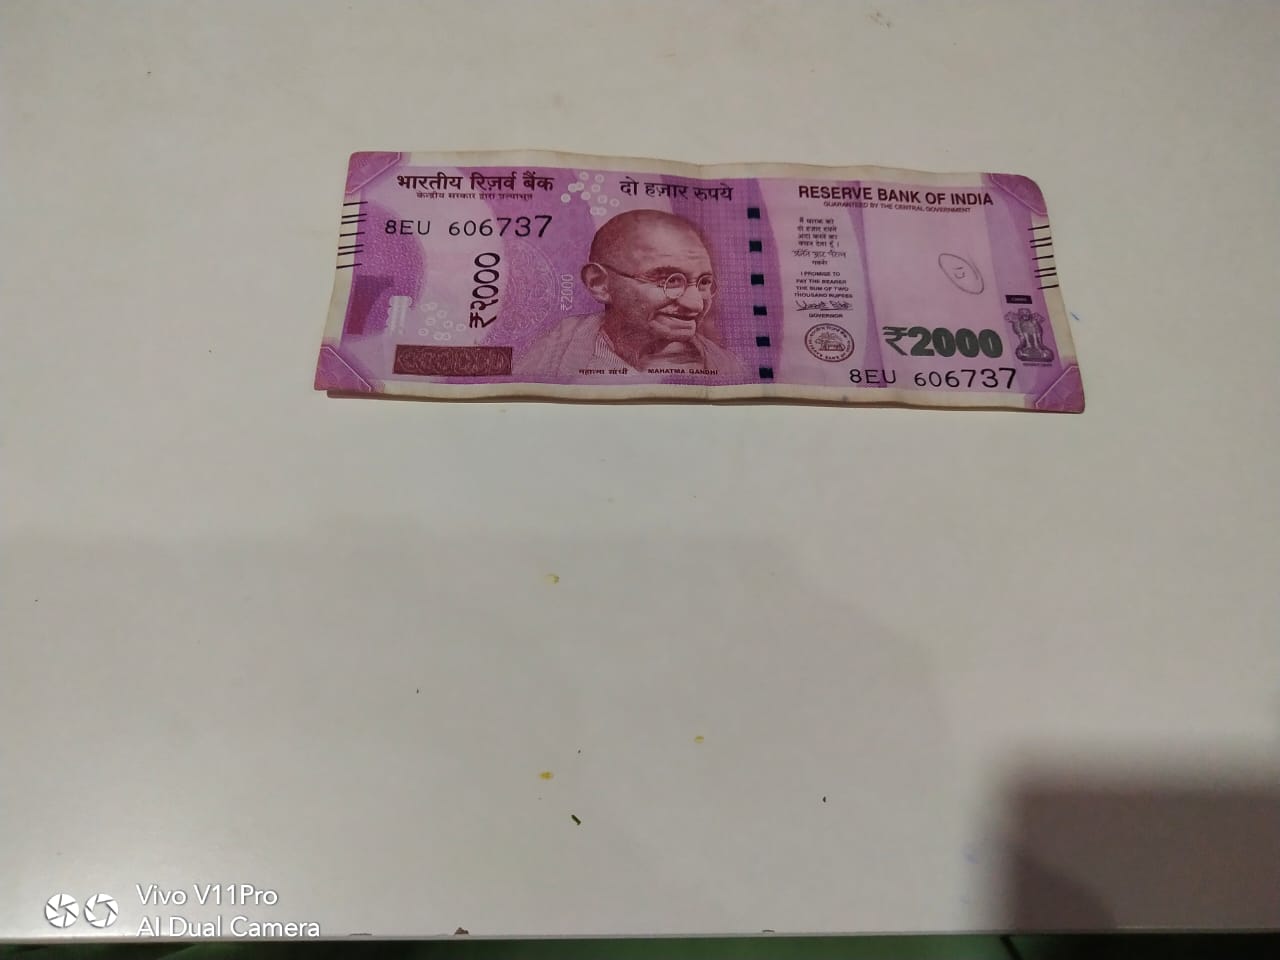 भारतीय रिज़र्व बैंक
केन्द्रीय सरकार द्वारा प्रत्याभूत
दो हज़ार रुपये
RESERVE BANK OF INDIA
GUARANTEED BY THE CENTRAL GOVERNMENT
8EU 606737
₹२०००
₹2000
मैं धारक को
दो हज़ार रुपये
अदा करने का
वचन देता हूँ ।
गवर्नर
I PROMISE TO
PAY THE BEARER
THE SUM OF TWO
THOUSAND RUPEES
GOVERNOR
₹2000
8EU 606737
महात्मा गांधी MAHATMA GANDHI
Vivo V11Pro
AI Dual Camera